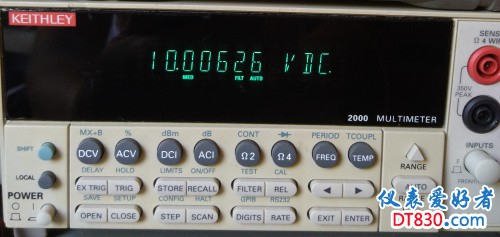 KEITHLEY
10.00626 VDC.
MED FILT AUTO
2000 MULTIMETER
SENSE
Ω 4 WIRE
350V
PEAK
INPUTS
MX+B % dBm dB CONT PERIOD TCOUPL
DCV ACV DCI ACI Ω2 Ω4 FREQ TEMP
SHIFT
DELAY HOLD LIMITS ON/OFF TEST CAL
LOCAL
EX TRIG TRIG STORE RECALL FILTER REL
RANGE
AUTO
POWER
SAVE SETUP CONFIG HALT GPIB RS232
OPEN CLOSE STEP SCAN DIGITS RATE EXIT ENTER
RANGE
仪表爱好者
DT830.com